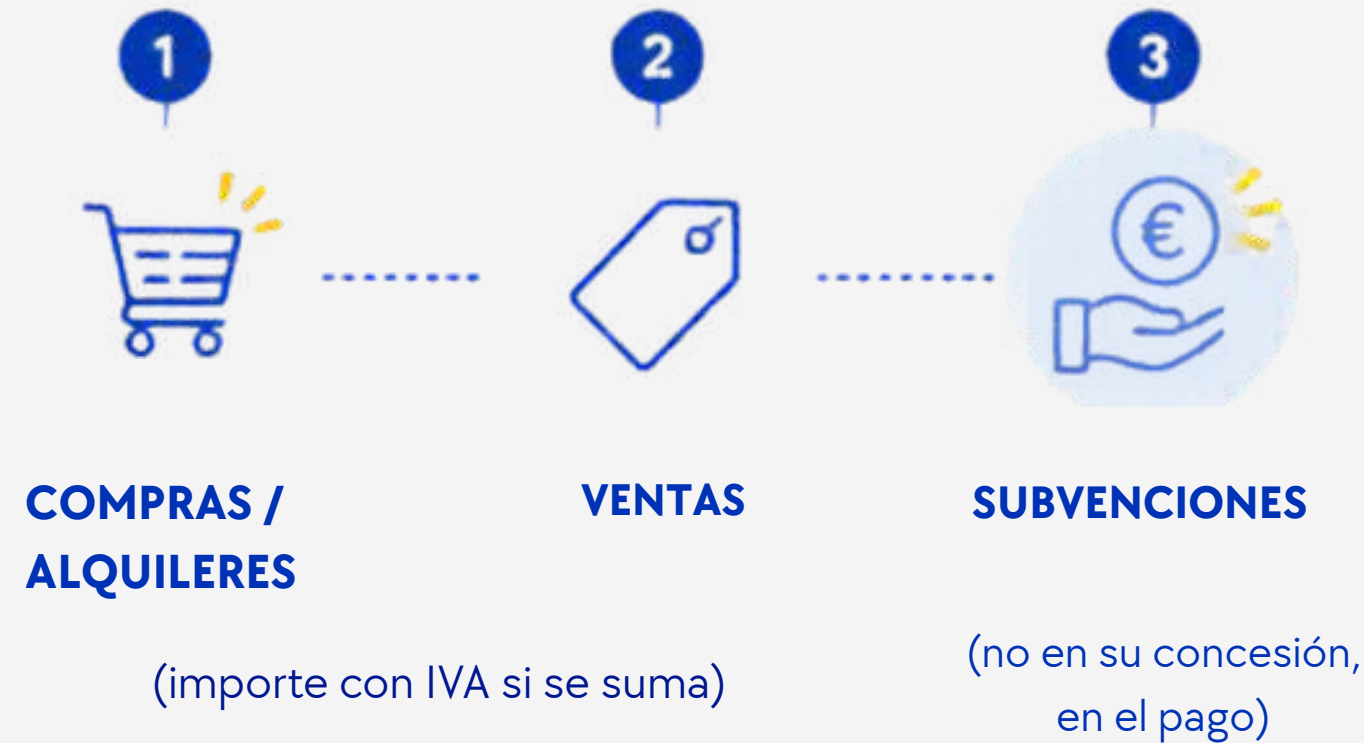 1
2
3
€
COMPRAS /
ALQUILERES
VENTAS
SUBVENCIONES
(importe con IVA si se suma)
(no en su concesión,
en el pago)